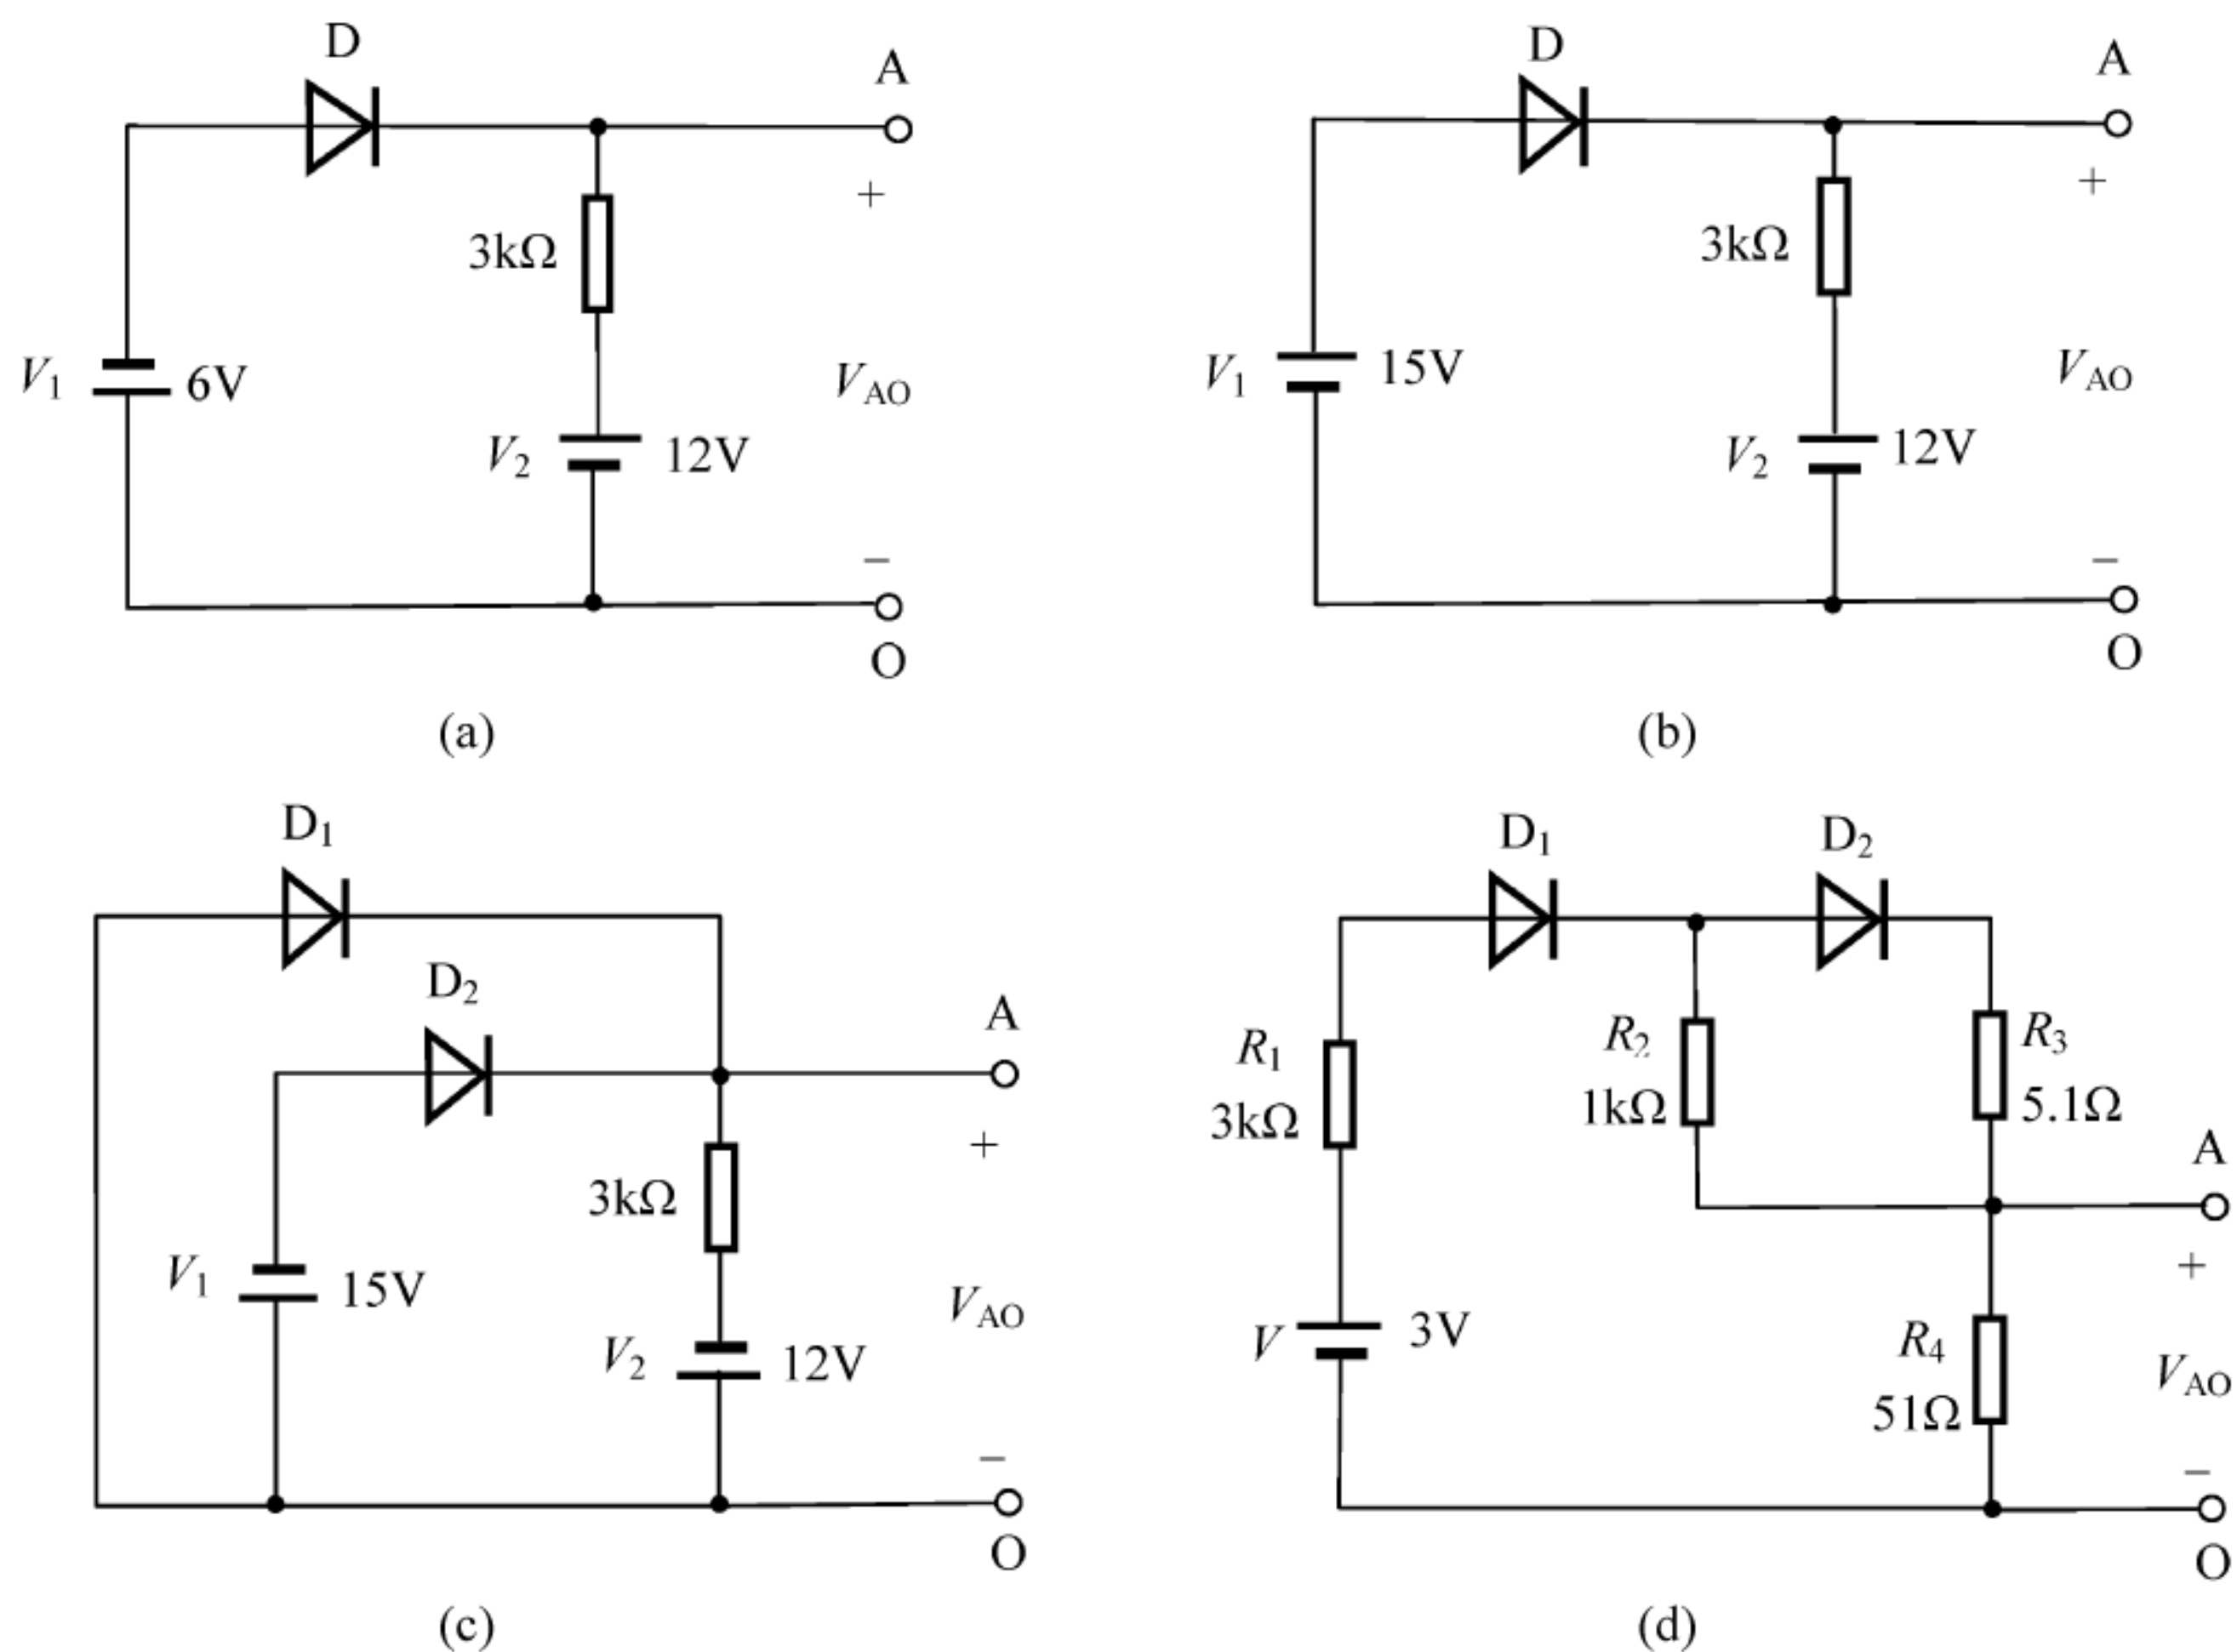 D
A
+
3kΩ
V1 6V
VAO
V2 12V
−
O
(a)
D
A
+
3kΩ
V1 15V
VAO
V2 12V
−
O
(b)
D1
D2
A
+
3kΩ
V1 15V
VAO
V2 12V
−
O
(c)
D1 D2
R1
3kΩ
R2
1kΩ
R3
5.1Ω
A
+
V 3V
R4
51Ω
VAO
−
O
(d)